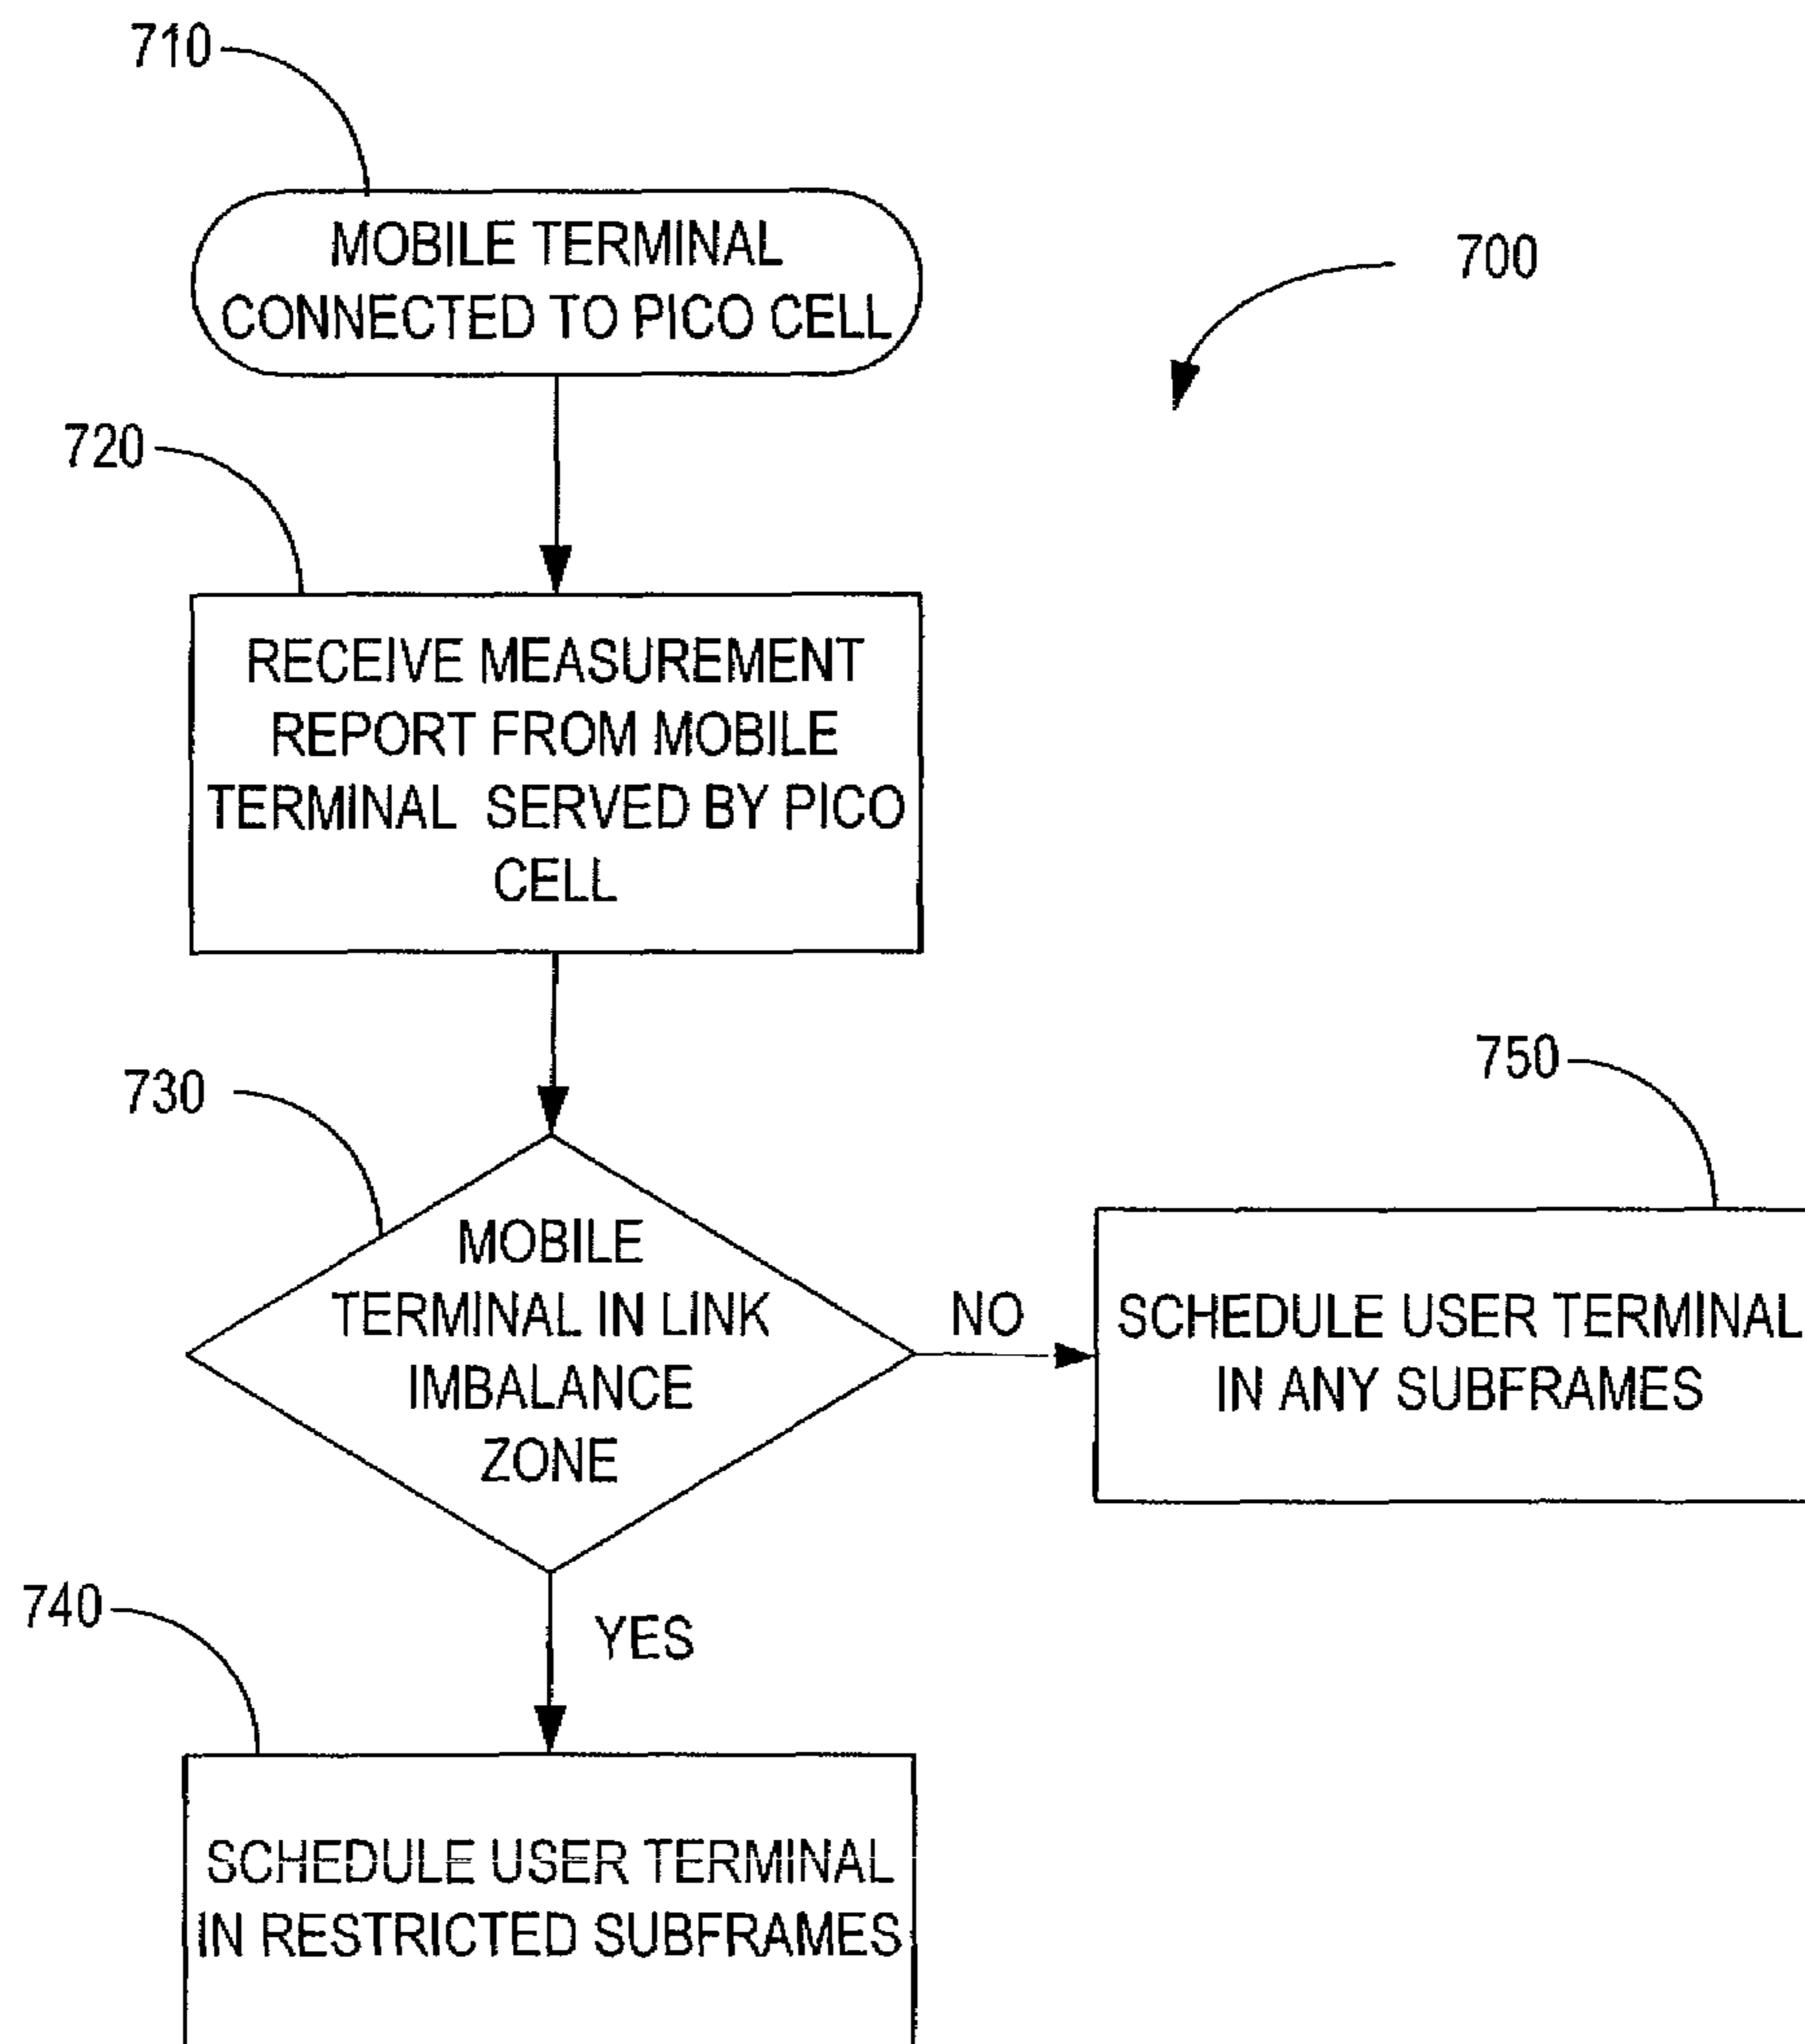 710
MOBILE TERMINAL
CONNECTED TO PICO CELL
700
720
RECEIVE MEASUREMENT
REPORT FROM MOBILE
TERMINAL SERVED BY PICO
CELL
730
MOBILE
TERMINAL IN LINK
IMBALANCE
ZONE
NO
750
SCHEDULE USER TERMINAL
IN ANY SUBFRAMES
YES
740
SCHEDULE USER TERMINAL
IN RESTRICTED SUBFRAMES